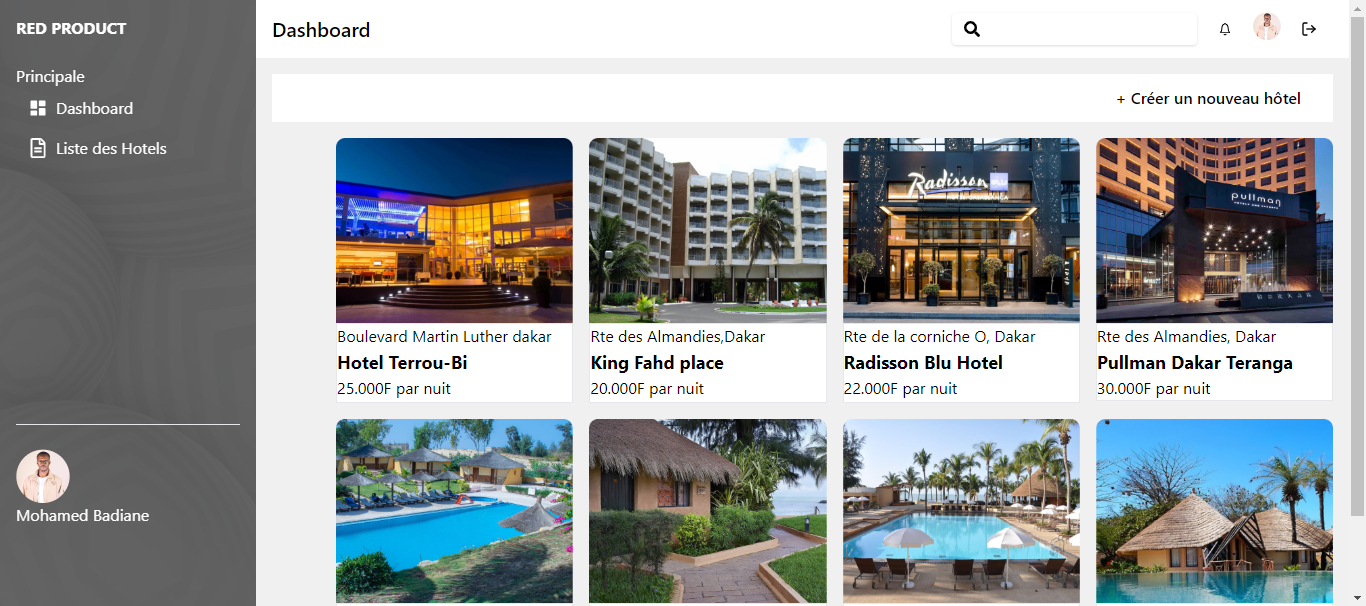 RED PRODUCT
Principale
Dashboard
Liste des Hotels
Mohamed Badiane
Dashboard
+ Créer un nouveau hôtel
Radisson
pullman
Boulevard Martin Luther dakar
Hotel Terrou-Bi
25.000F par nuit
Rte des Almandies,Dakar
King Fahd place
20.000F par nuit
Rte de la corniche O, Dakar
Radisson Blu Hotel
22.000F par nuit
Rte des Almandies, Dakar
Pullman Dakar Teranga
30.000F par nuit